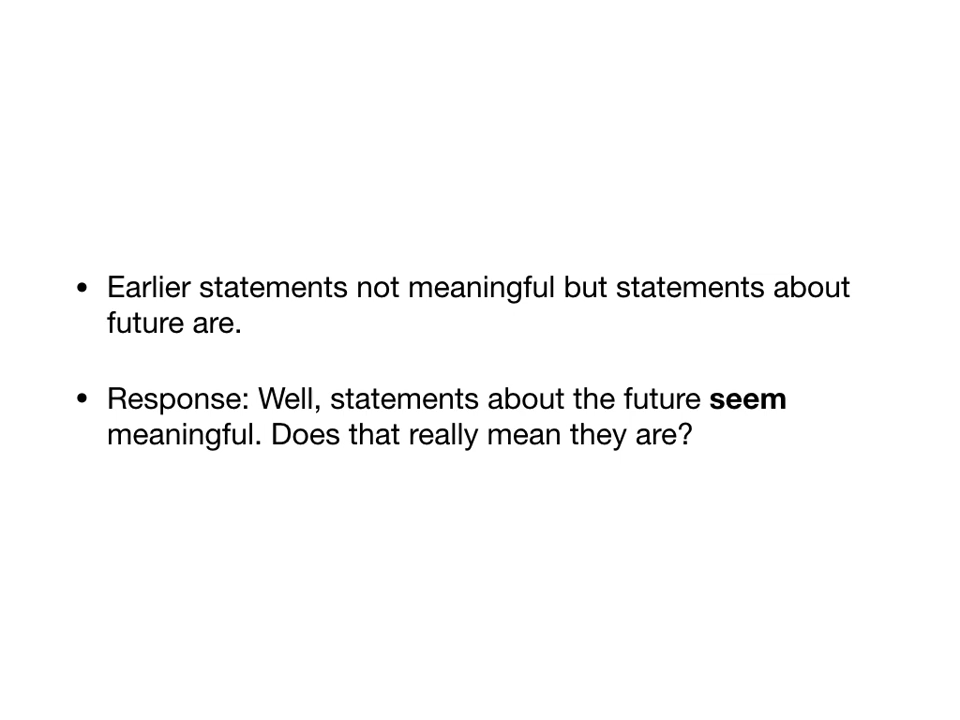 • Earlier statements not meaningful but statements about
future are.
• Response: Well, statements about the future seem
meaningful. Does that really mean they are?